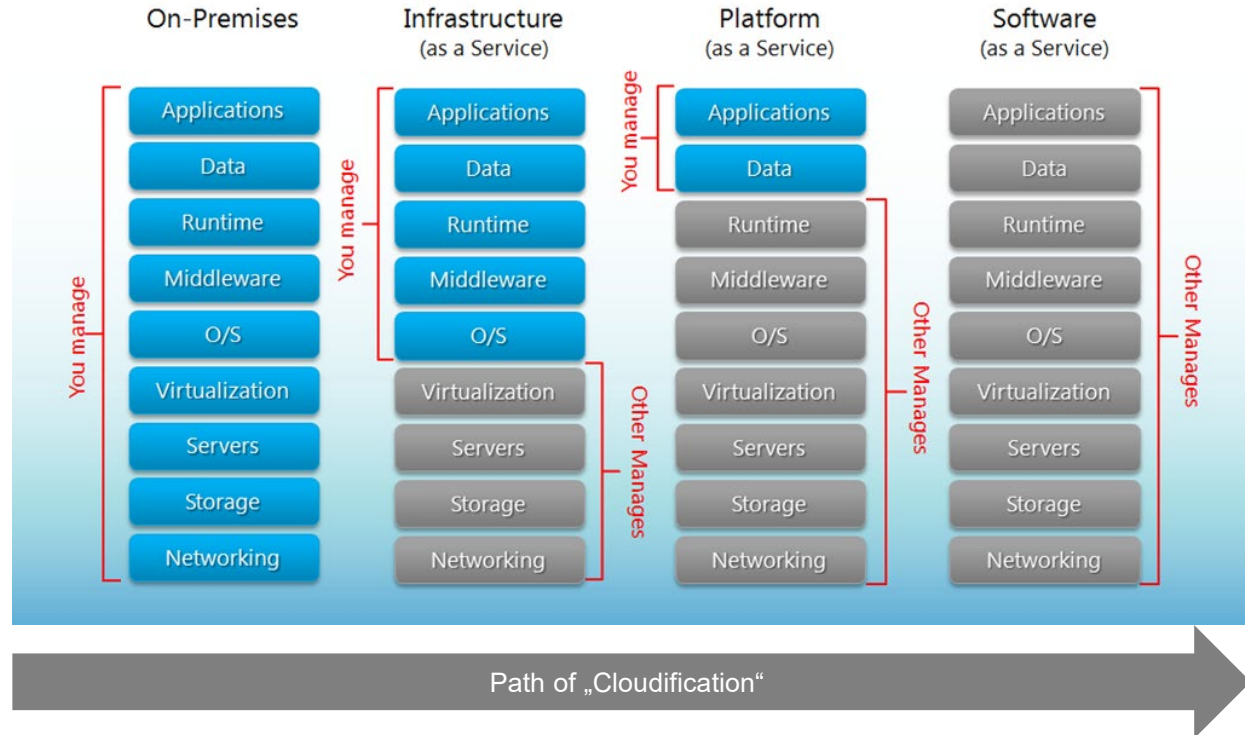 On-Premises
You manage
Applications
Data
Runtime
Middleware
O/S
Virtualization
Servers
Storage
Networking
Infrastructure
(as a Service)
You manage
Applications
Data
Runtime
Middleware
O/S
Virtualization
Servers
Storage
Networking
Other Manages
Platform
(as a Service)
You manage
Applications
Data
Runtime
Middleware
O/S
Virtualization
Servers
Storage
Networking
Other Manages
Software
(as a Service)
Applications
Data
Runtime
Middleware
O/S
Virtualization
Servers
Storage
Networking
Other Manages
Path of „Cloudification“